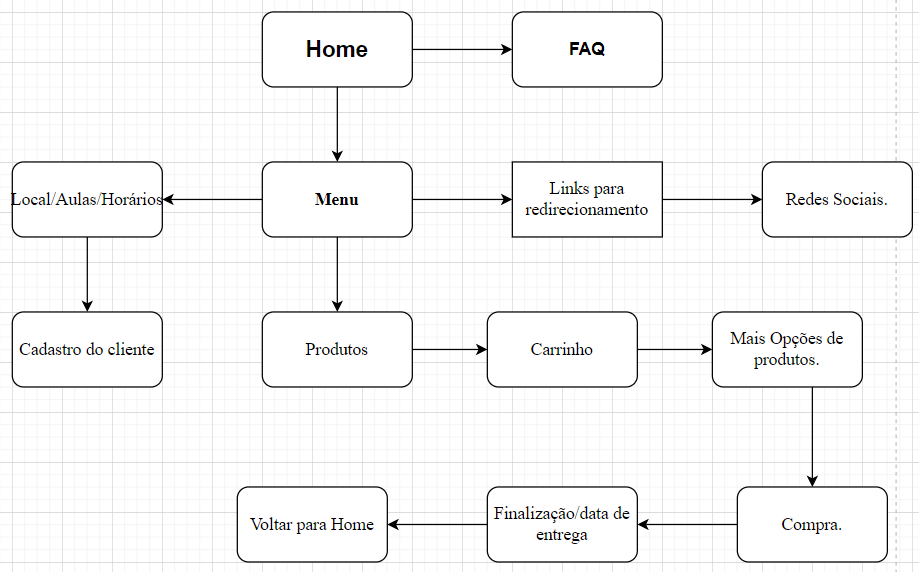 Home
FAQ
Local/Aulas/Horários
Menu
Links para
redirecionamento
Redes Sociais.
Cadastro do cliente
Produtos
Carrinho
Mais Opções de
produtos.
Voltar para Home
Finalização/data de
entrega
Compra.